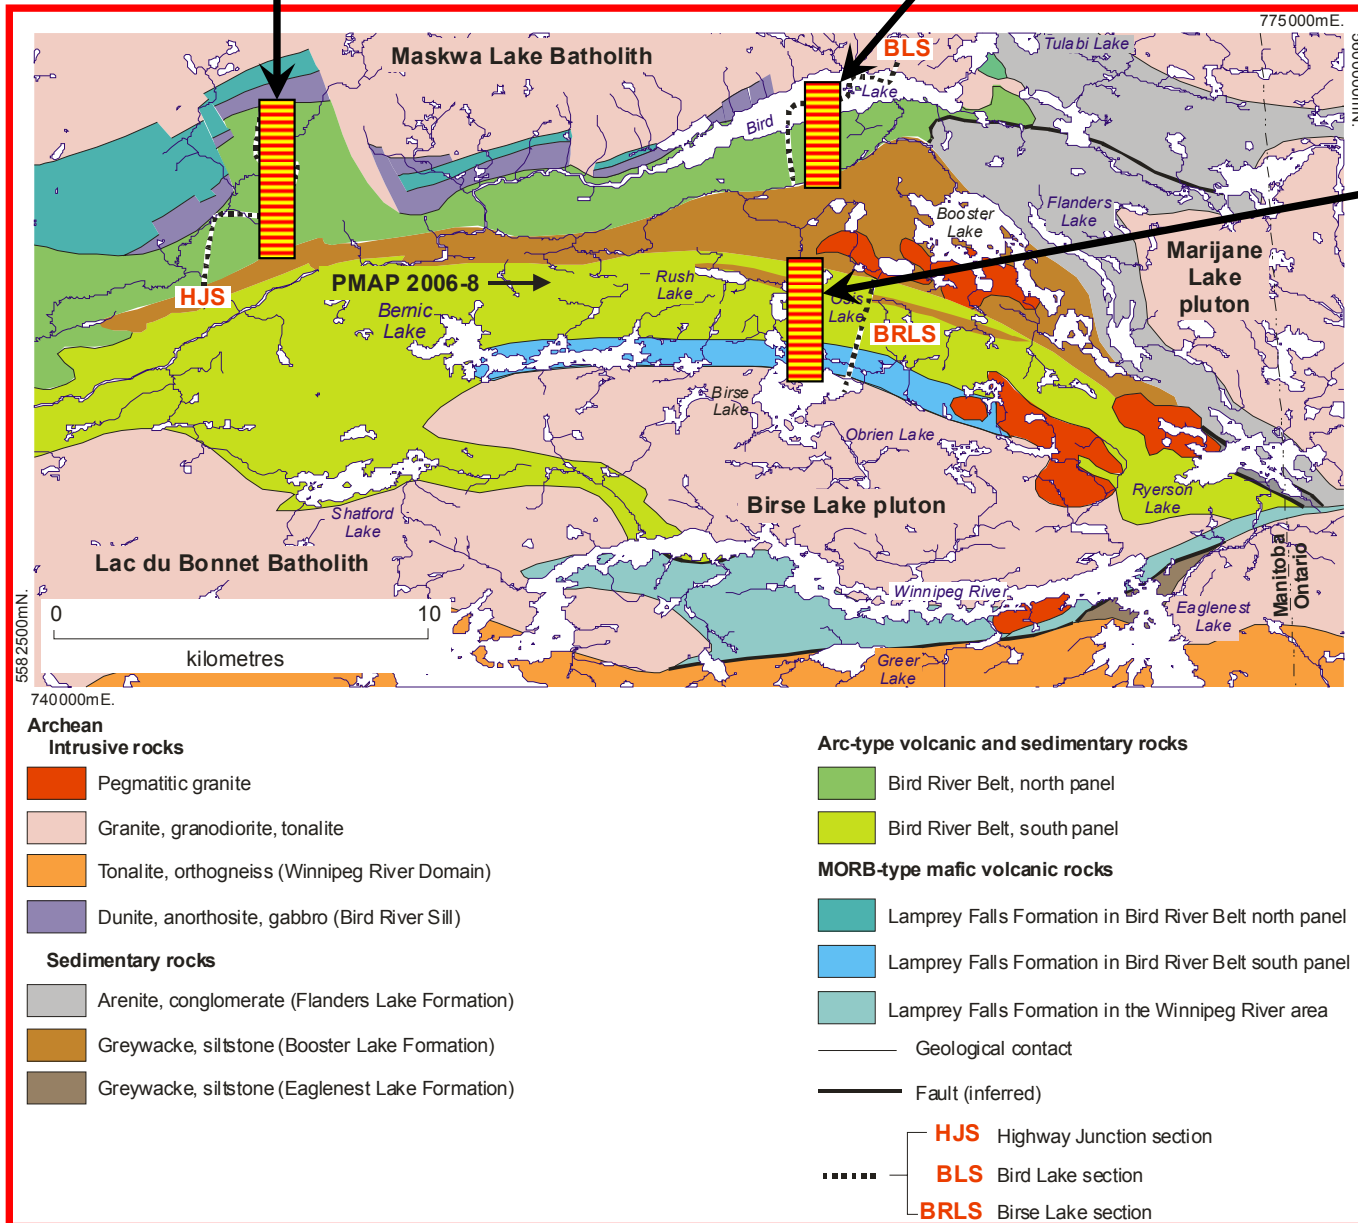 775000mE.
5600000mN.
Maskwa Lake Batholith
BLS
Tulabi Lake
Lake
Bird
Booster
Lake
Flanders
Lake
Marijane
Lake
pluton
HJS
PMAP 2006-8
Bernic
Lake
Rush
Lake
Osis
Lake
BRLS
Birse
Lake
Obrien Lake
Ryerson
Lake
Birse Lake pluton
Shatford
Lake
Lac du Bonnet Batholith
Winnipeg River
Eaglenest
Lake
Manitoba
Ontario
Greer
Lake
0 10
kilometres
5582500mN.
740000mE.
Archean
Intrusive rocks
Pegmatitic granite
Granite, granodiorite, tonalite
Tonalite, orthogneiss (Winnipeg River Domain)
Dunite, anorthosite, gabbro (Bird River Sill)
Sedimentary rocks
Arenite, conglomerate (Flanders Lake Formation)
Greywacke, siltstone (Booster Lake Formation)
Greywacke, siltstone (Eaglenest Lake Formation)
Arc-type volcanic and sedimentary rocks
Bird River Belt, north panel
Bird River Belt, south panel
MORB-type mafic volcanic rocks
Lamprey Falls Formation in Bird River Belt north panel
Lamprey Falls Formation in Bird River Belt south panel
Lamprey Falls Formation in the Winnipeg River area
Geological contact
Fault (inferred)
HJS Highway Junction section
BLS Bird Lake section
BRLS Birse Lake section